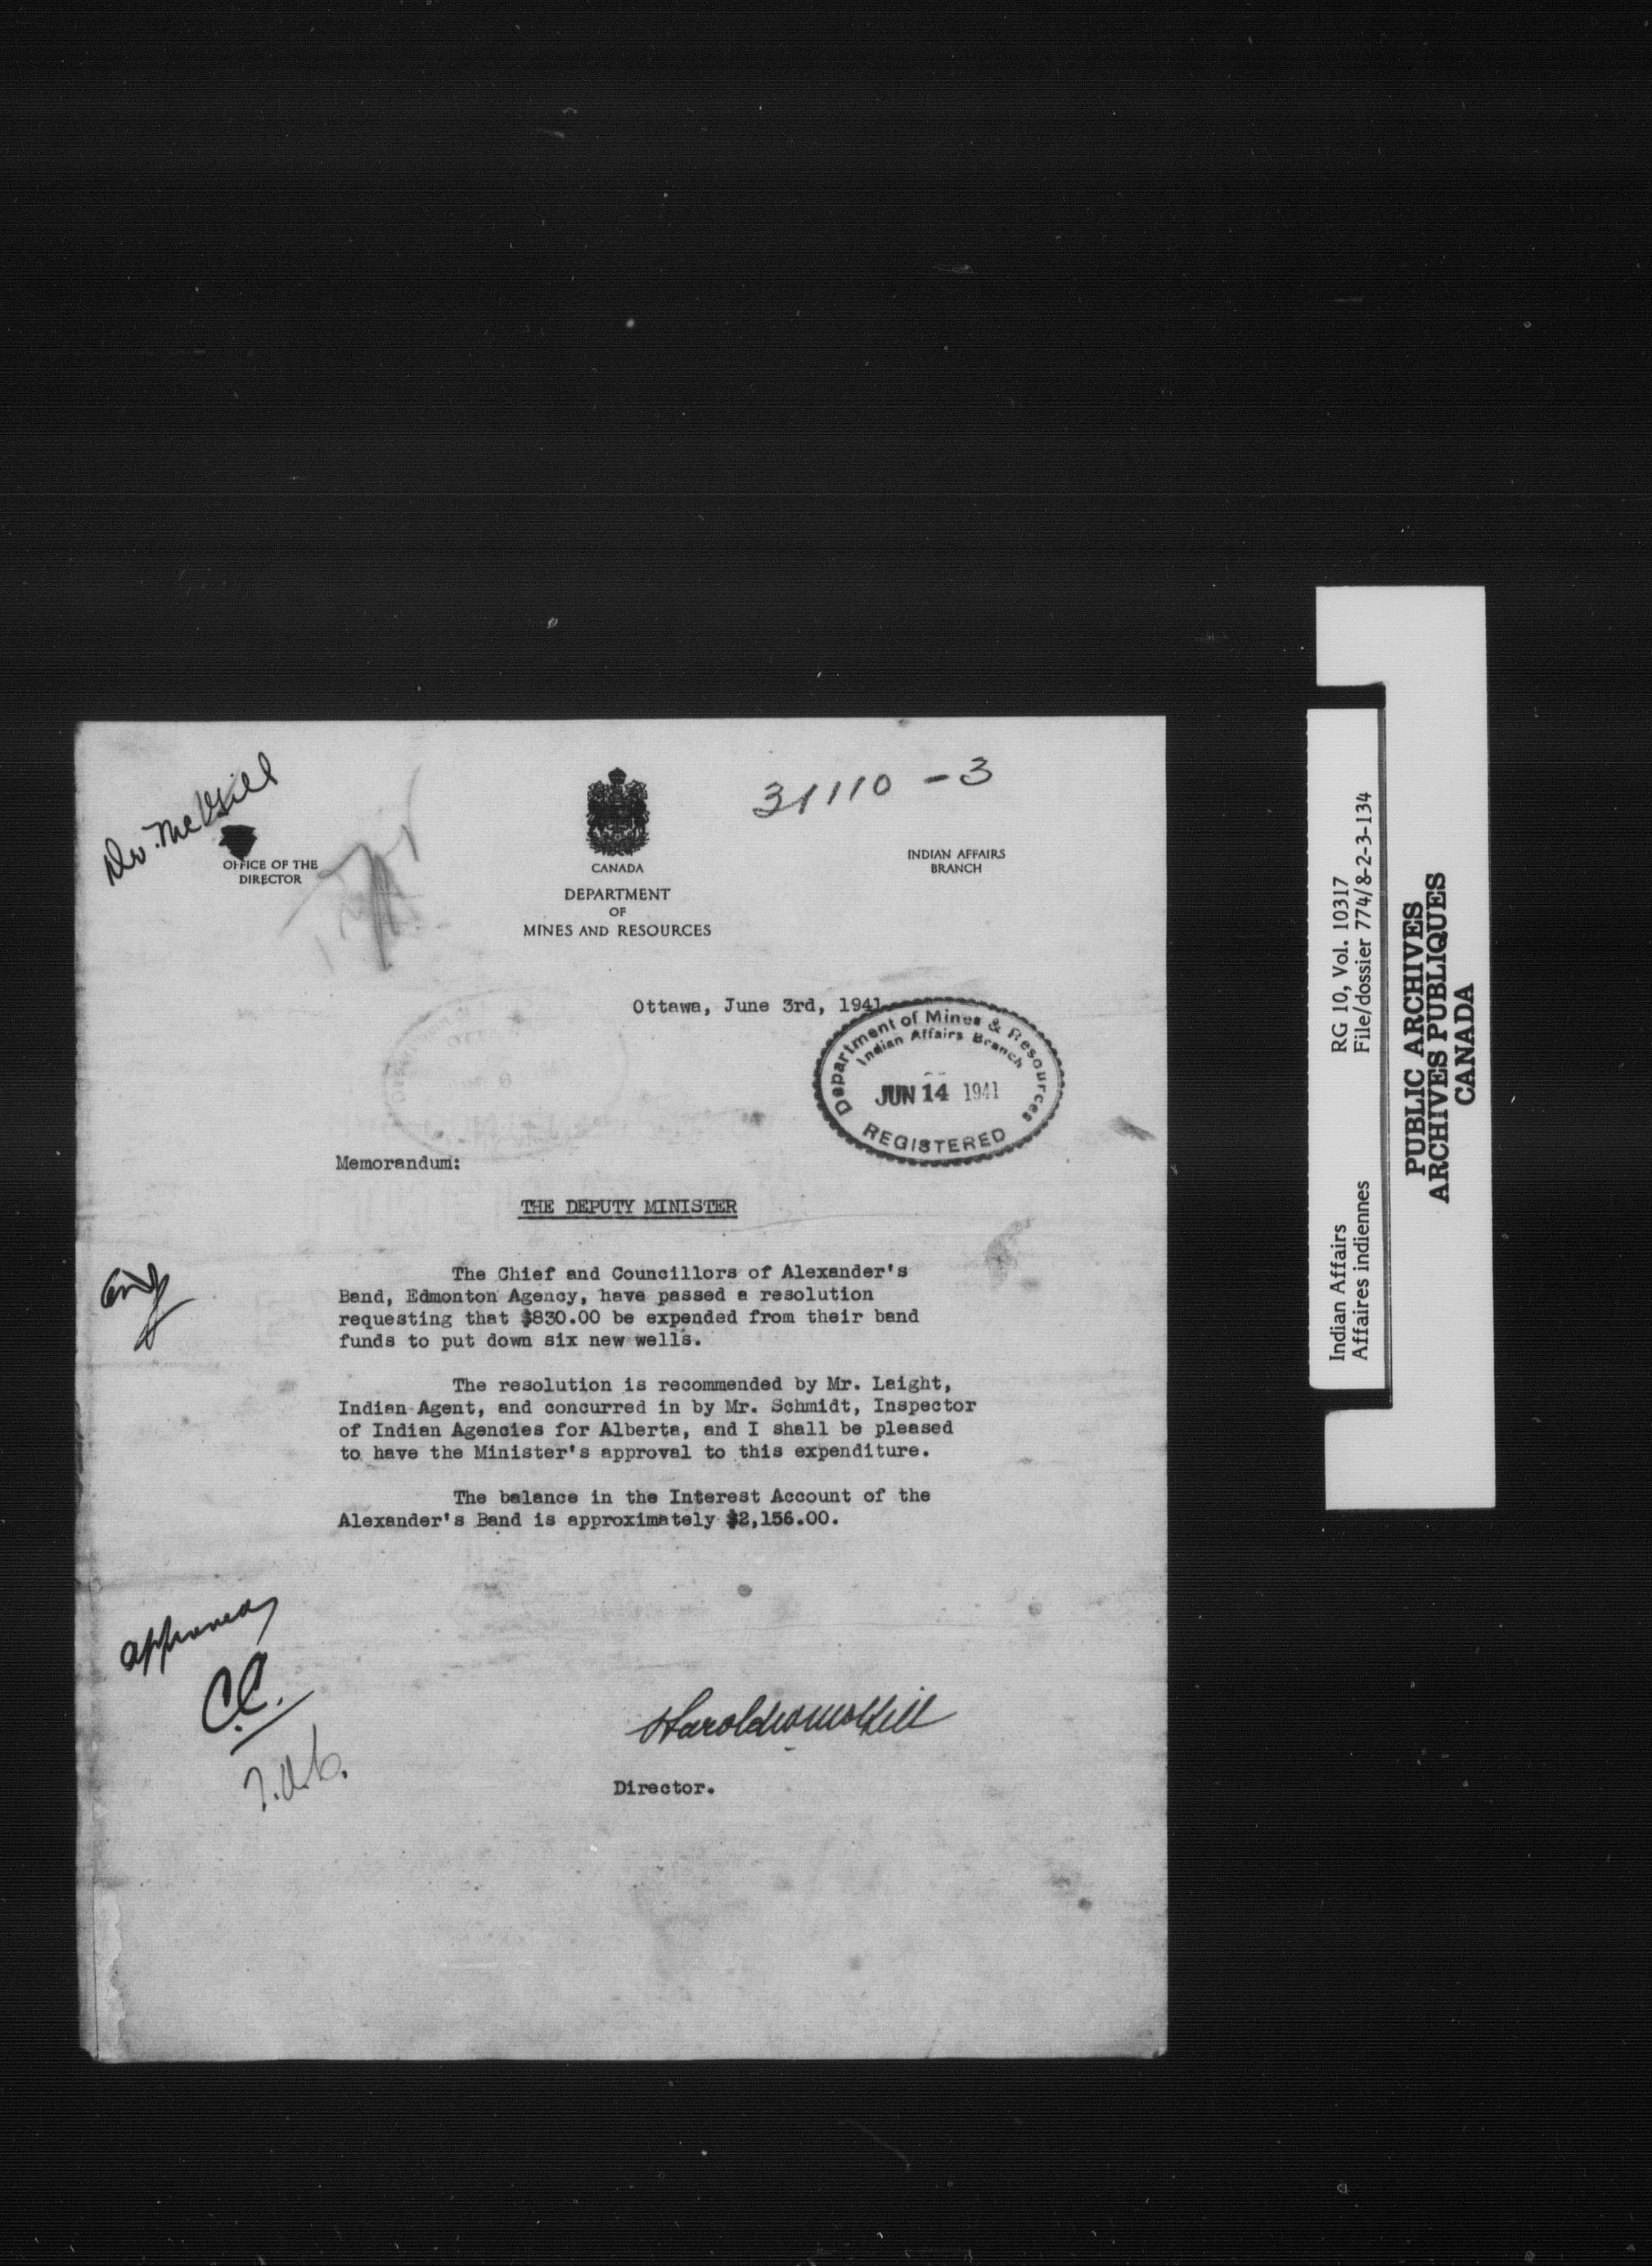 Dr. McGill
31110-3
OFFICE OF THE
DIRECTOR
CANADA
DEPARTMENT
OF
MINES AND RESOURCES
INDIAN AFFAIRS
BRANCH
Ottawa, June 3rd, 1941
Department of Mines & Resources
Indian Affairs Branch
JUN 14 1941
REGISTERED
Memorandum:
THE DEPUTY MINISTER
The Chief and Councillors of Alexander's
Band, Edmonton Agency, have passed a resolution
requesting that $830.00 be expended from their band
funds to put down six new wells.
The resolution is recommended by Mr. Laight,
Indian Agent, and concurred in by Mr. Schmidt, Inspector
of Indian Agencies for Alberta, and I shall be pleased
to have the Minister's approval to this expenditure.
The balance in the Interest Account of the
Alexander's Band is approximately $2,156.00.
approved
C.C.
Harold W McGill
Director.
Indian Affairs
Affaires indiennes
RG 10, Vol. 10317
File/dossier 774/8-2-3-134
PUBLIC ARCHIVES
ARCHIVES PUBLIQUES
CANADA